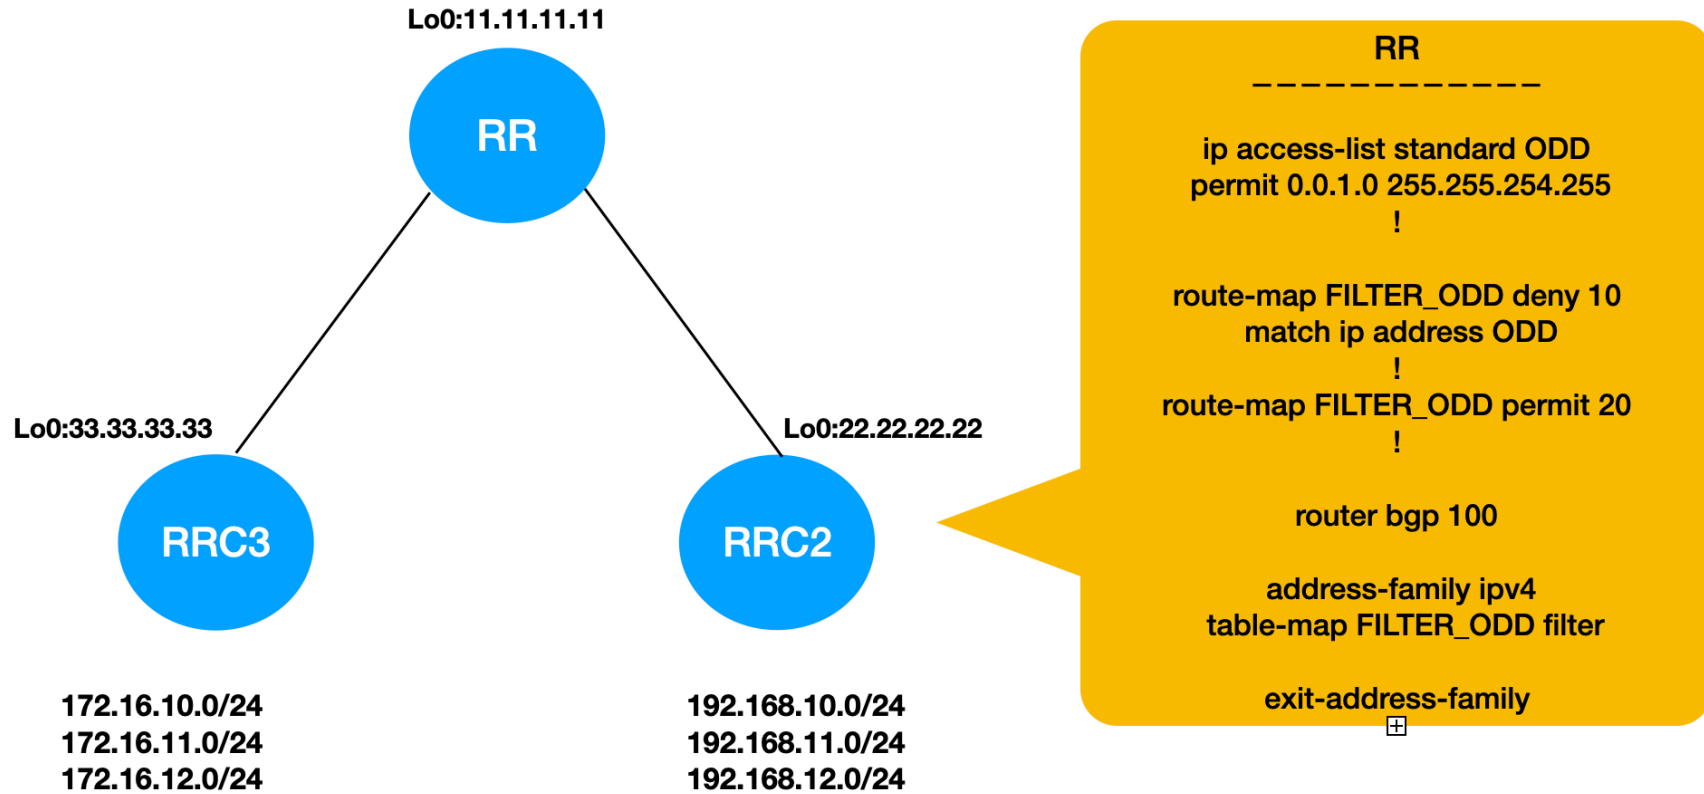 Lo0:11.11.11.11
RR
Lo0:33.33.33.33
Lo0:22.22.22.22
RRC3
RRC2
172.16.10.0/24
172.16.11.0/24
172.16.12.0/24
192.168.10.0/24
192.168.11.0/24
192.168.12.0/24
RR
────────────
ip access-list standard ODD
permit 0.0.1.0 255.255.254.255
!
route-map FILTER_ODD deny 10
match ip address ODD
!
route-map FILTER_ODD permit 20
!
router bgp 100
address-family ipv4
table-map FILTER_ODD filter
exit-address-family